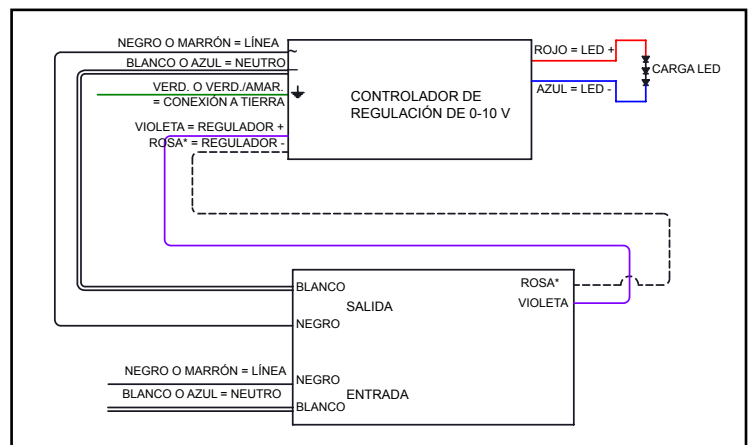 NEGRO O MARRÓN = LÍNEA
BLANCO O AZUL = NEUTRO
VERD. O VERD./AMAR.
= CONEXIÓN A TIERRA
VIOLETA = REGULADOR +
ROSA* = REGULADOR -
CONTROLADOR DE
REGULACIÓN DE 0-10 V
ROJO = LED +
CARGA LED
AZUL = LED -
BLANCO
SALIDA
NEGRO
ROSA*
VIOLETA
NEGRO O MARRÓN = LÍNEA
BLANCO O AZUL = NEUTRO
NEGRO
ENTRADA
BLANCO